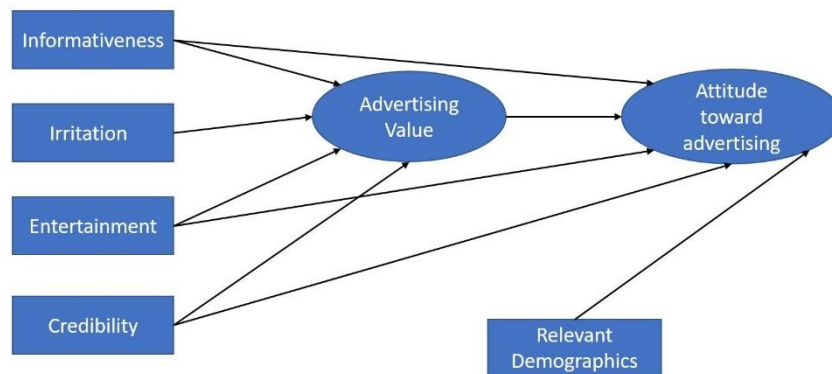 Informativeness
Irritation
Entertainment
Credibility
Advertising
Value
Attitude
toward
advertising
Relevant
Demographics